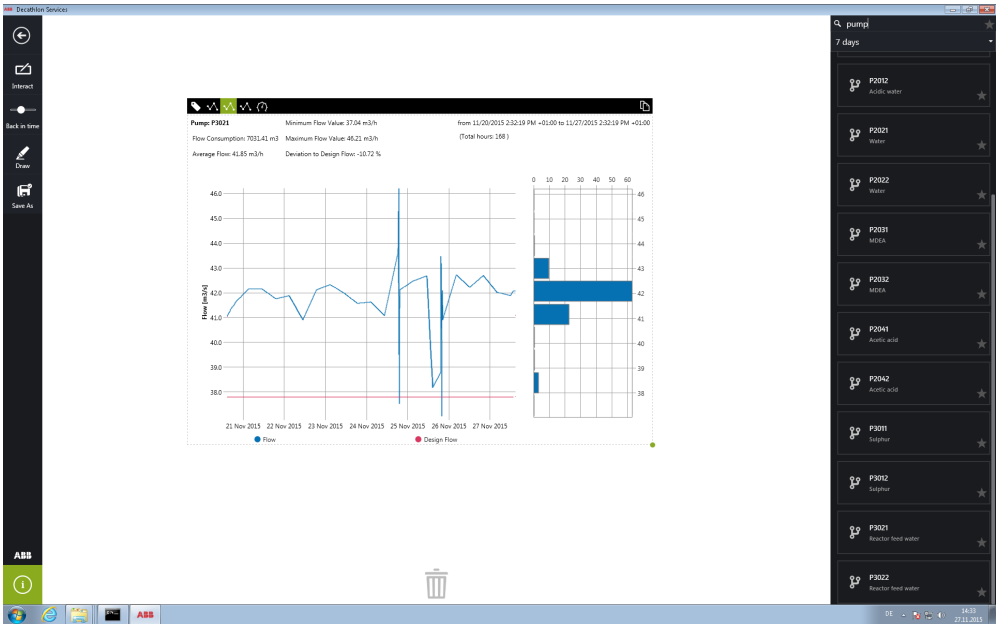 ABB Decathlon Services
Interact
Back in time
Draw
Save As
ABB
Pump: P3021
Minimum Flow Value: 37.04 m3/h
from 11/20/2015 2:32:19 PM +01:00 to 11/27/2015 2:32:19 PM +01:00
Flow Consumption: 7031.41 m3
Maximum Flow Value: 46.21 m3/h
(Total hours: 168 )
Average Flow: 41.85 m3/h
Deviation to Design Flow: -10.72 %
Flow [m3/s]
46.0
45.0
44.0
43.0
42.0
41.0
40.0
39.0
38.0
21 Nov 2015 22 Nov 2015 23 Nov 2015 24 Nov 2015 25 Nov 2015 26 Nov 2015 27 Nov 2015
Flow
Design Flow
0 10 20 30 40 50 60
46
45
44
43
42
41
40
39
38
pump
7 days
P2012
Acidic water
P2021
Water
P2022
Water
P2031
MDEA
P2032
MDEA
P2041
Acetic acid
P2042
Acetic acid
P3011
Sulphur
P3012
Sulphur
P3021
Reactor feed water
P3022
Reactor feed water
ABB
DE
14:33
27.11.2015